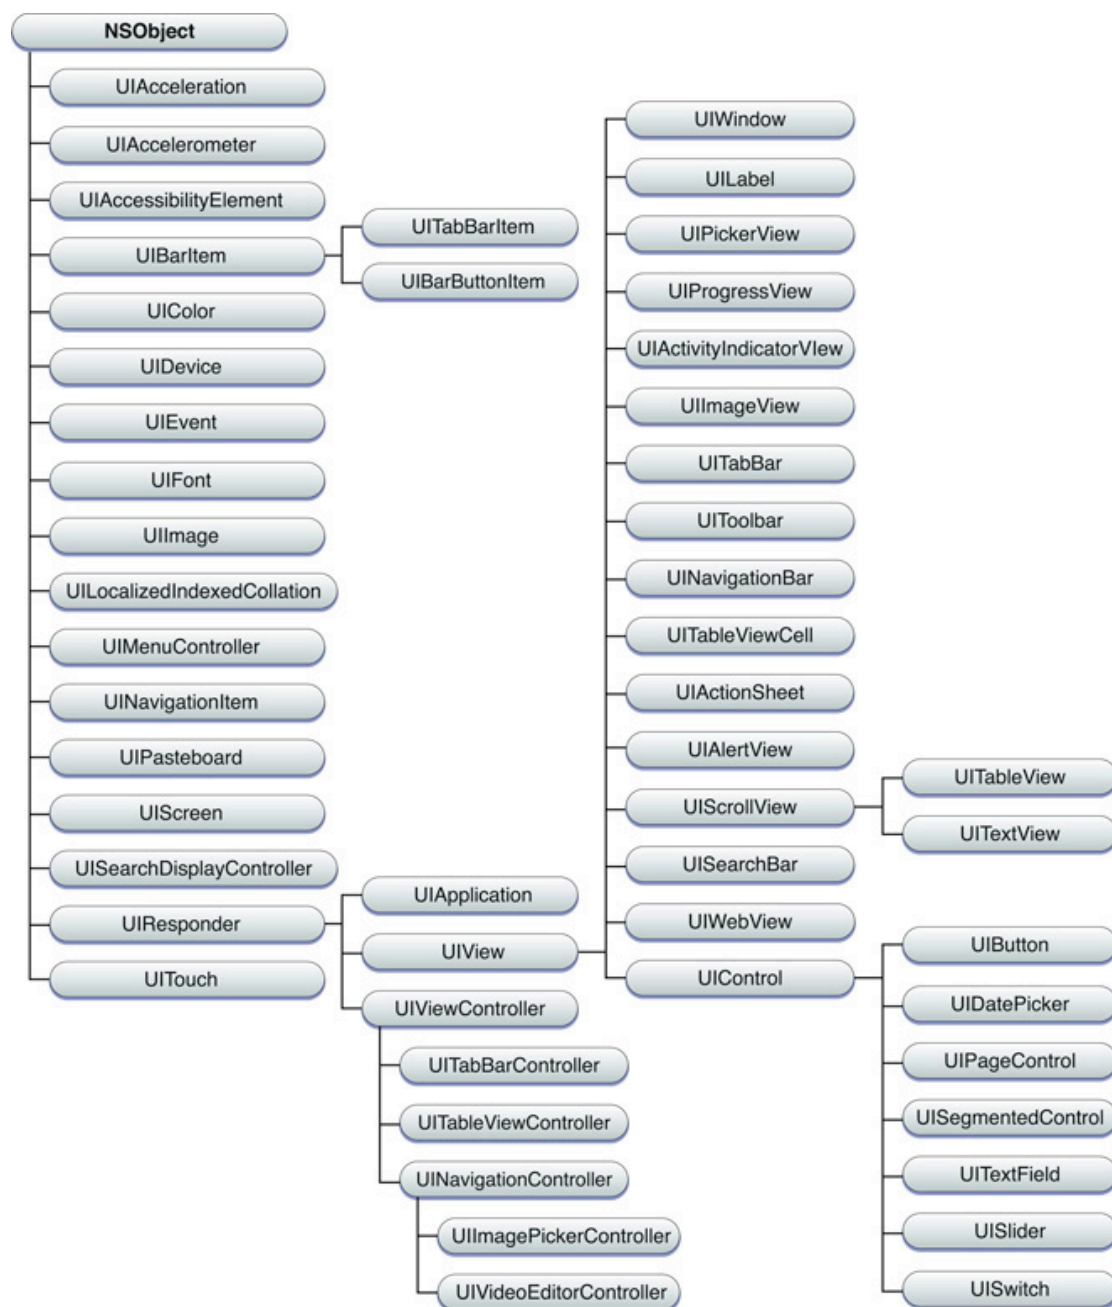 NSObject
UIAcceleration
UIAccelerometer
UIAccessibilityElement
UIBarItem
UITabBarItem
UIBarButtonItem
UIColor
UIDevice
UIEvent
UIFont
UIImage
UILocalizedIndexedCollation
UIMenuController
UINavigationItem
UIPasteboard
UIScreen
UISearchDisplayController
UIResponder
UITouch
UIApplication
UIView
UIViewController
UITabBarController
UITableViewController
UINavigationController
UIImagePickerController
UIVideoEditorController
UIWindow
UILabel
UIPickerView
UIProgressView
UIActivityIndicatorVIew
UIImageView
UITabBar
UIToolbar
UINavigationBar
UITableViewCell
UIActionSheet
UIAlertView
UIScrollView
UISearchBar
UIWebView
UIControl
UITableView
UITextView
UIButton
UIDatePicker
UIPageControl
UISegmentedControl
UITextField
UISlider
UISwitch